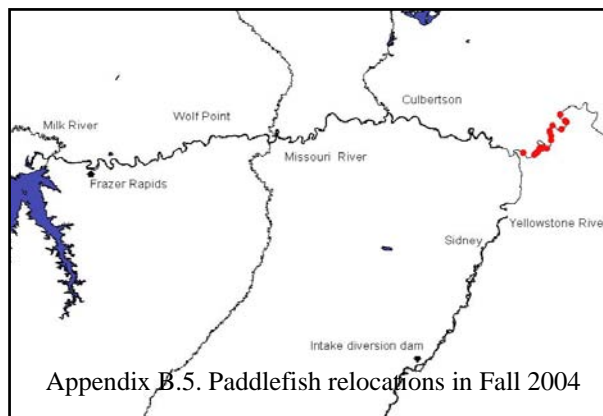 Culbertson
Wolf Point
Milk River
Missouri River
Frazer Rapids
Yellowstone River
Sidney
Intake diversion dam
Appendix B.5. Paddlefish relocations in Fall 2004